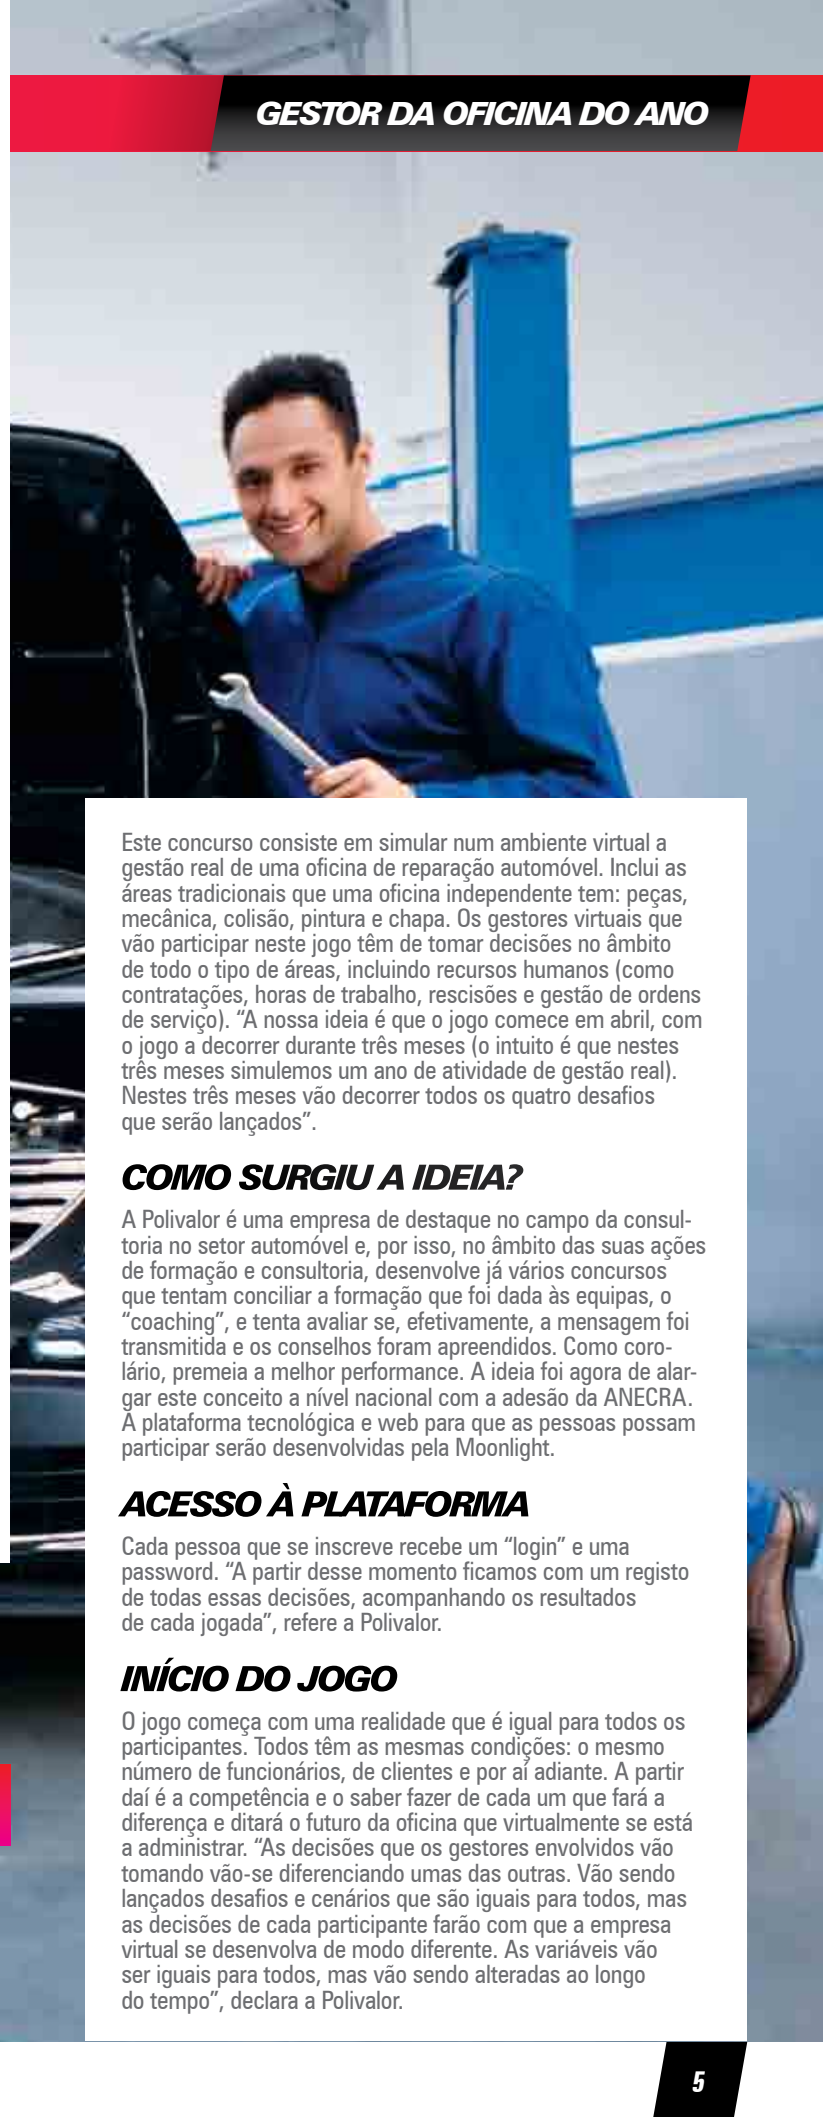 GESTOR DA OFICINA DO ANO
Este concurso consiste em simular num ambiente virtual a
gestão real de uma oficina de reparação automóvel. Inclui as
áreas tradicionais que uma oficina independente tem: peças,
mecânica, colisão, pintura e chapa. Os gestores virtuais que
vão participar neste jogo têm de tomar decisões no âmbito
de todo o tipo de áreas, incluindo recursos humanos (como
contratações, horas de trabalho, rescisões e gestão de ordens
de serviço). “A nossa ideia é que o jogo comece em abril, com
o jogo a decorrer durante três meses (o intuito é que nestes
três meses simulemos um ano de atividade de gestão real).
Nestes três meses vão decorrer todos os quatro desafios
que serão lançados”.
COMO SURGIU A IDEIA?
A Polivalor é uma empresa de destaque no campo da consul-
toria no setor automóvel e, por isso, no âmbito das suas ações
de formação e consultoria, desenvolve já vários concursos
que tentam conciliar a formação que foi dada às equipas, o
“coaching”, e tenta avaliar se, efetivamente, a mensagem foi
transmitida e os conselhos foram apreendidos. Como coro-
lário, premeia a melhor performance. A ideia foi agora de alar-
gar este conceito a nível nacional com a adesão da ANECRA.
A plataforma tecnológica e web para que as pessoas possam
participar serão desenvolvidas pela Moonlight.
ACESSO À PLATAFORMA
Cada pessoa que se inscreve recebe um “login” e uma
password. “A partir desse momento ficamos com um registo
de todas essas decisões, acompanhando os resultados
de cada jogada”, refere a Polivalor.
INÍCIO DO JOGO
O jogo começa com uma realidade que é igual para todos os
participantes. Todos têm as mesmas condições: o mesmo
número de funcionários, de clientes e por aí adiante. A partir
daí é a competência e o saber fazer de cada um que fará a
diferença e ditará o futuro da oficina que virtualmente se está
a administrar. “As decisões que os gestores envolvidos vão
tomando vão-se diferenciando umas das outras. Vão sendo
lançados desafios e cenários que são iguais para todos, mas
as decisões de cada participante farão com que a empresa
virtual se desenvolva de modo diferente. As variáveis vão
ser iguais para todos, mas vão sendo alteradas ao longo
do tempo”, declara a Polivalor.
5